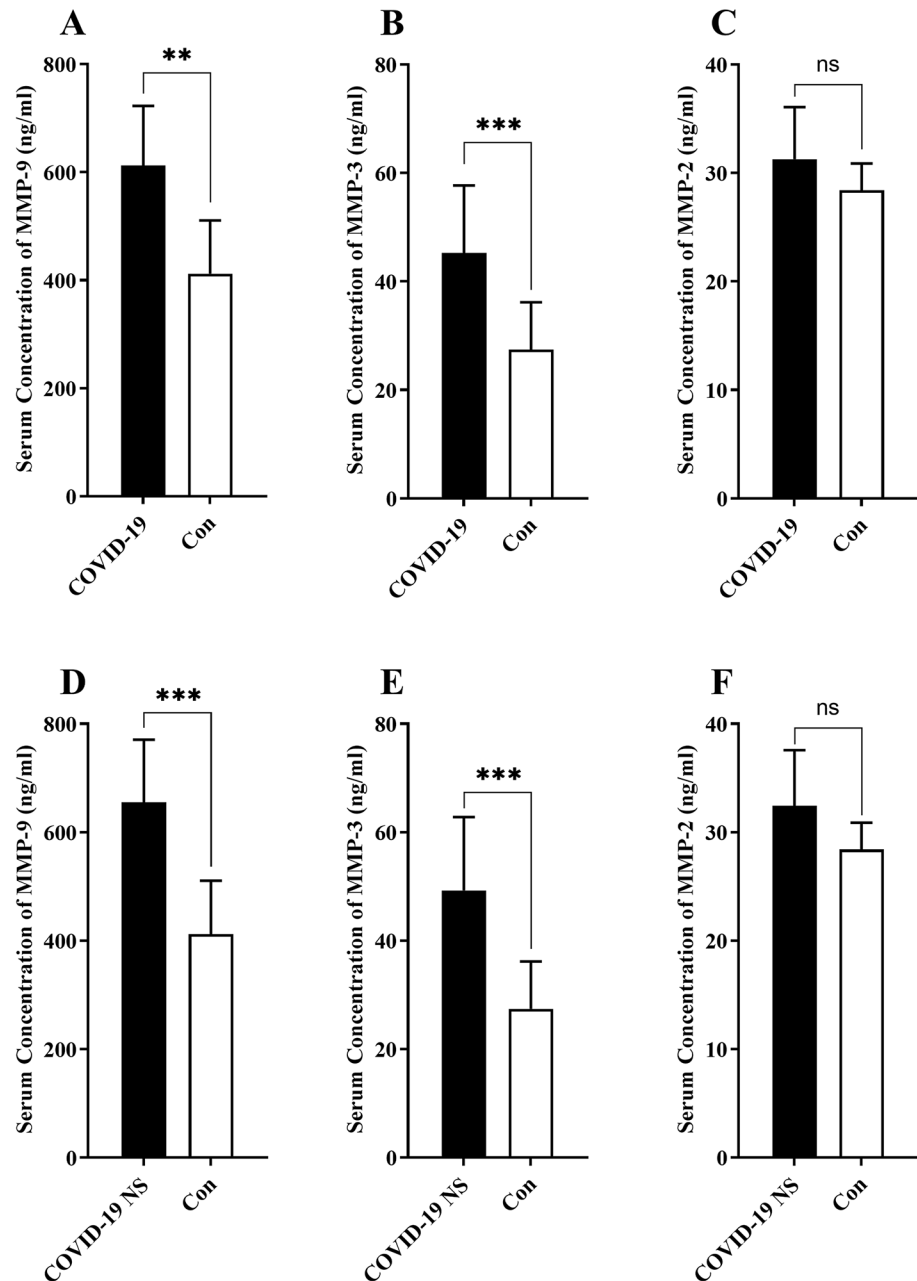 A
Serum Concentration of MMP-9 (ng/ml)
800
600
400
200
0
**
COVID-19
Con
B
Serum Concentration of MMP-3 (ng/ml)
80
60
40
20
0
***
COVID-19
Con
C
Serum Concentration of MMP-2 (ng/ml)
40
30
20
10
0
ns
COVID-19
Con
D
Serum Concentration of MMP-9 (ng/ml)
800
600
400
200
0
***
COVID-19 NS
Con
E
Serum Concentration of MMP-3 (ng/ml)
80
60
40
20
0
***
COVID-19 NS
Con
F
Serum Concentration of MMP-2 (ng/ml)
40
30
20
10
0
ns
COVID-19 NS
Con